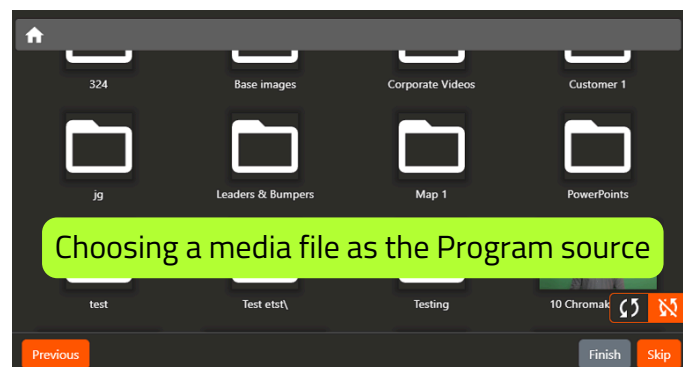 324 Base images Corporate Videos Customer 1
jg Leaders & Bumpers Map 1 PowerPoints
Choosing a media file as the Program source
test Test etst\ Testing 10 Chromak
Previous Finish Skip